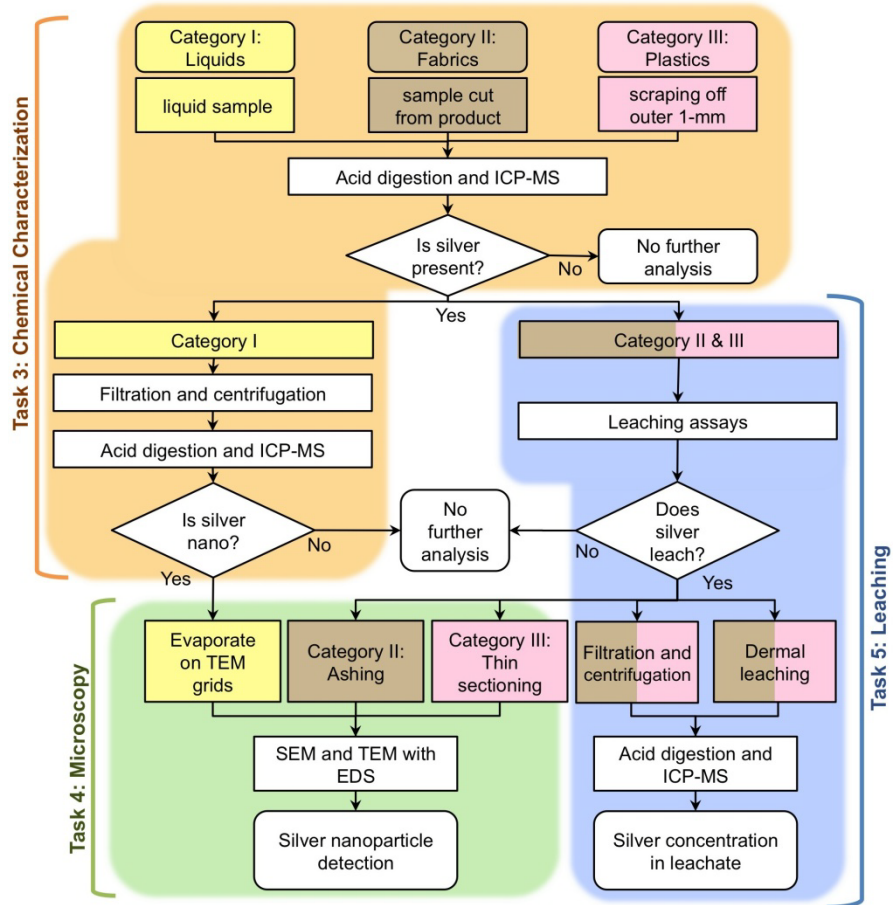 Task 3: Chemical Characterization
Category I:
Liquids
Category II:
Fabrics
Category III:
Plastics
liquid sample
sample cut
from product
scraping off
outer 1-mm
Acid digestion and ICP-MS
Is silver
present?
No
No further
analysis
Yes
Category I
Category II & III
Filtration and centrifugation
Leaching assays
Acid digestion and ICP-MS
Is silver
nano?
No
No
further
analysis
No
Does
silver
leach?
Yes
Yes
Task 4: Microscopy
Task 5: Leaching
Evaporate
on TEM
grids
Category II:
Ashing
Category III:
Thin
sectioning
Filtration and
centrifugation
Dermal
leaching
SEM and TEM with
EDS
Acid digestion and
ICP-MS
Silver nanoparticle
detection
Silver concentration
in leachate